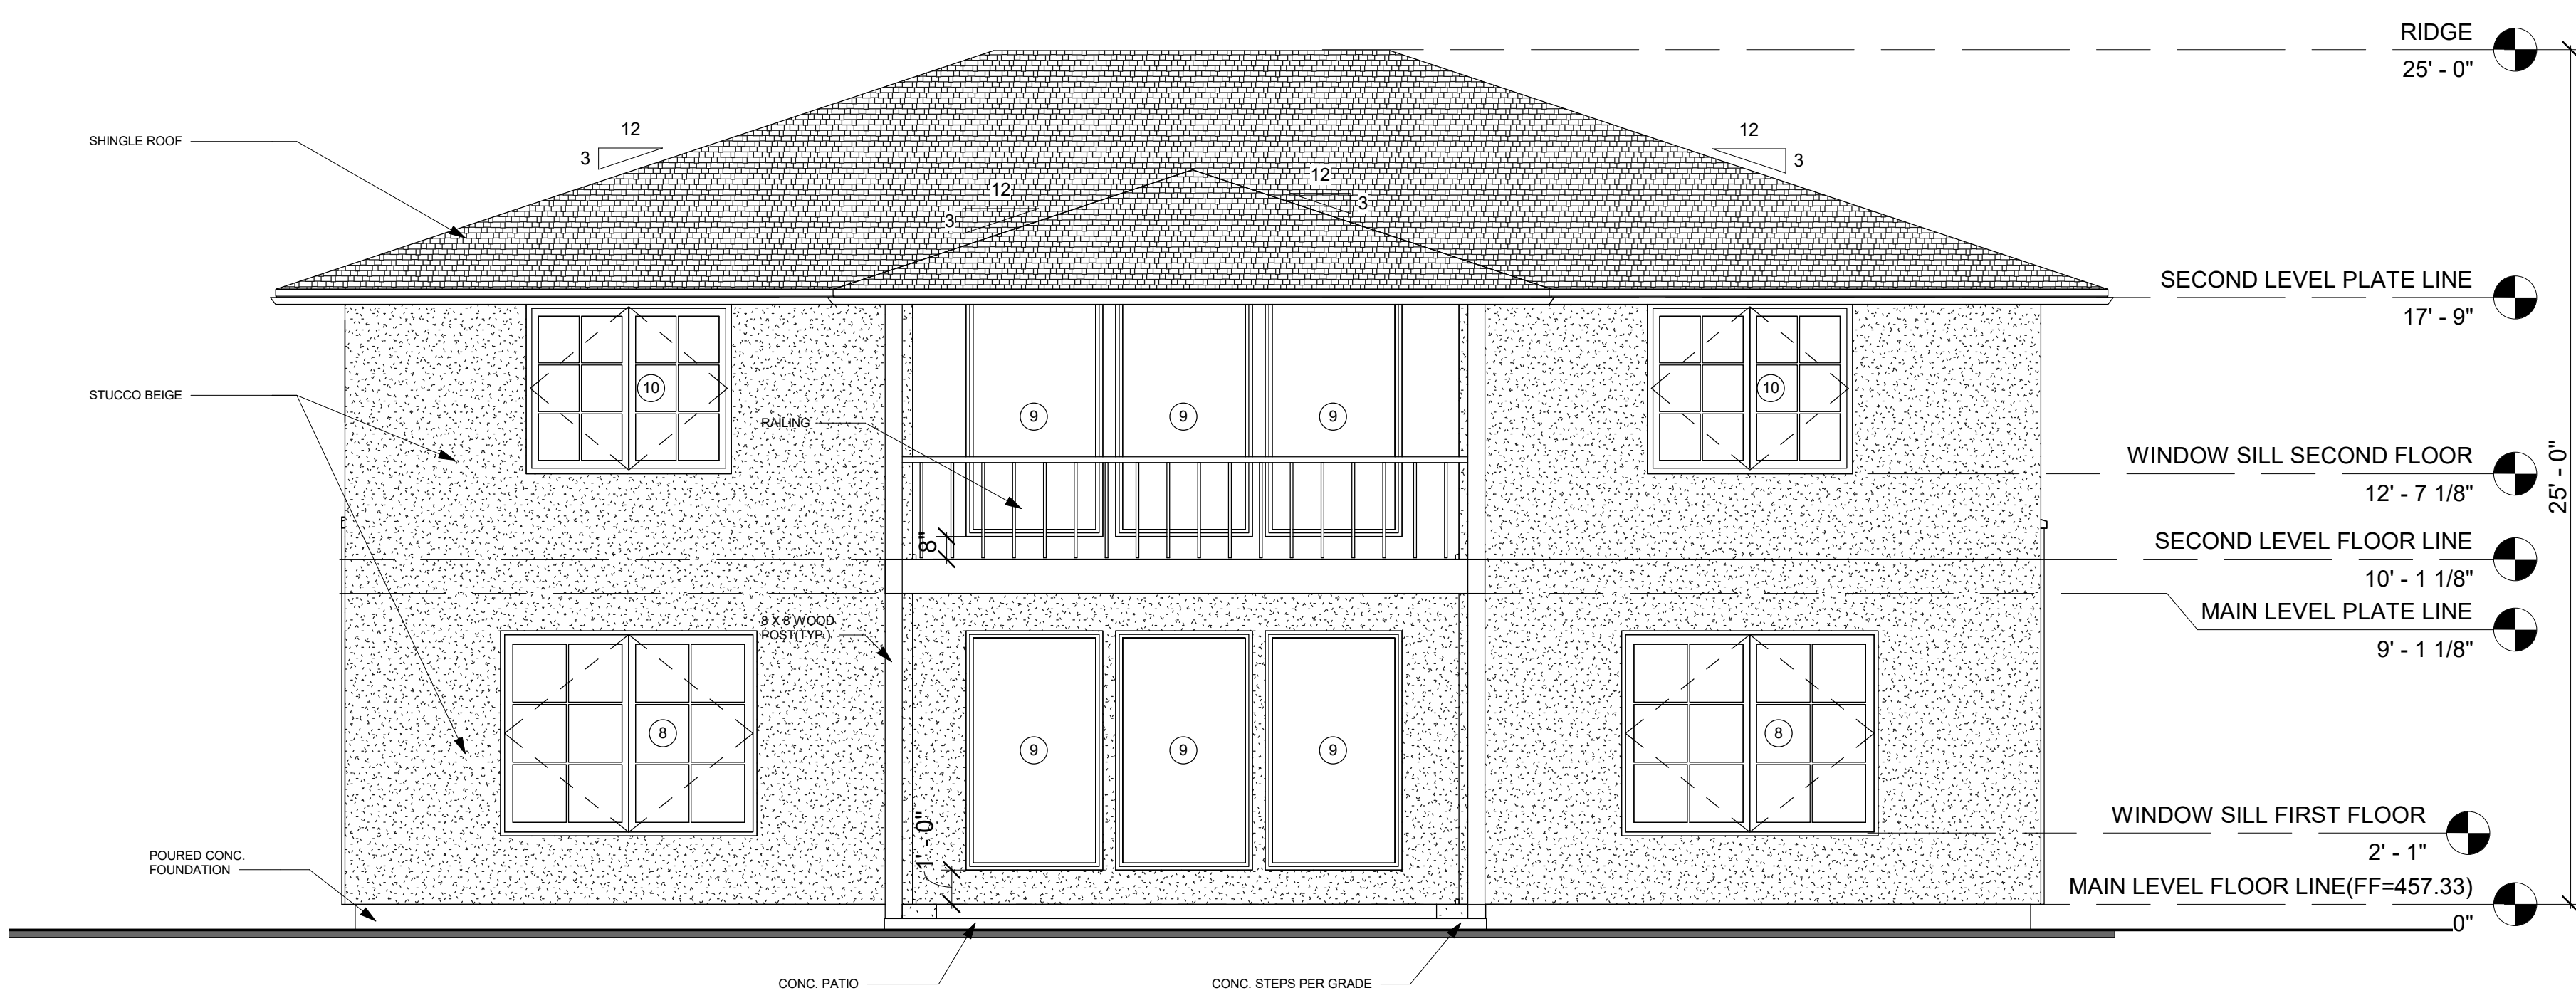 RIDGE
25' - 0"
12
3
12
3
SHINGLE ROOF
12
3
12
3
SECOND LEVEL PLATE LINE
17' - 9"
STUCCO BEIGE
10
10
RAILING
9
9
9
WINDOW SILL SECOND FLOOR
12' - 7 1/8"
25' - 0"
8"
SECOND LEVEL FLOOR LINE
10' - 1 1/8"
MAIN LEVEL PLATE LINE
9' - 1 1/8"
8 X 8 WOOD
POST(TYP.)
8
9
9
9
8
1' - 0"
WINDOW SILL FIRST FLOOR
2' - 1"
POURED CONC.
FOUNDATION
MAIN LEVEL FLOOR LINE(FF=457.33)
0"
CONC. PATIO
CONC. STEPS PER GRADE